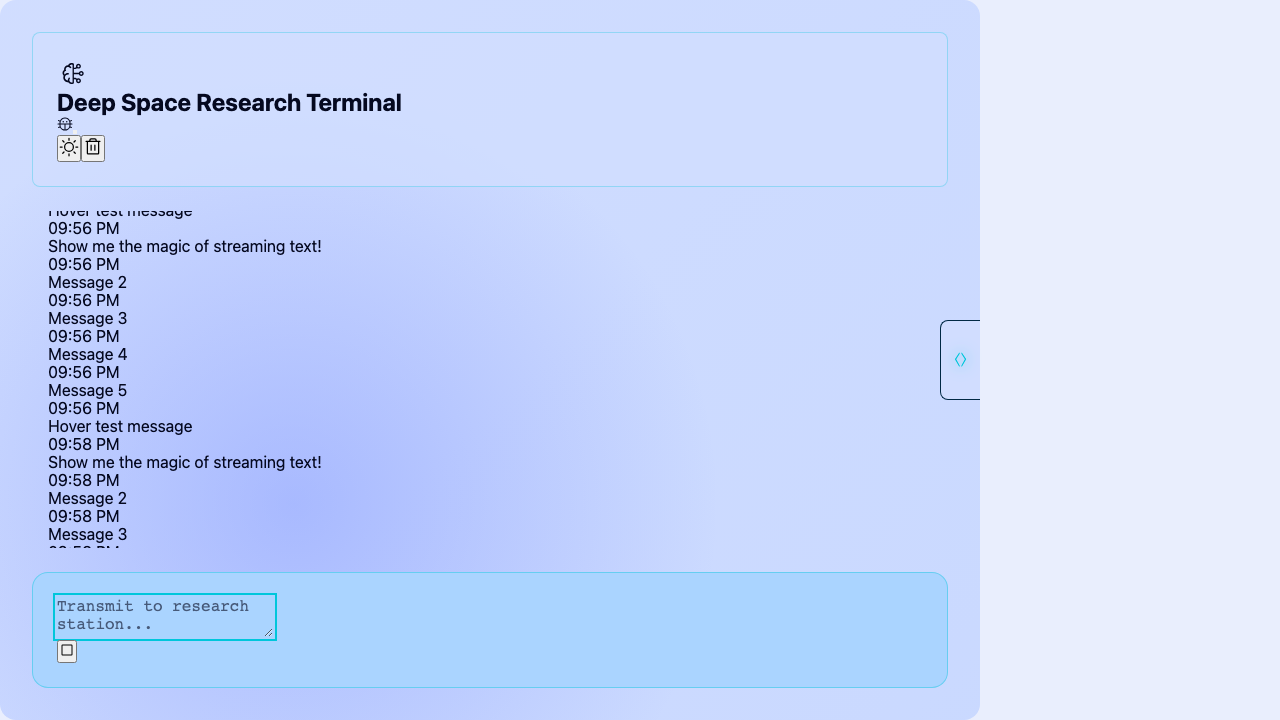 Deep Space Research Terminal
Hover test message
09:56 PM
Show me the magic of streaming text!
09:56 PM
Message 2
09:56 PM
Message 3
09:56 PM
Message 4
09:56 PM
Message 5
09:56 PM
Hover test message
09:58 PM
Show me the magic of streaming text!
09:58 PM
Message 2
09:58 PM
Message 3
09:58 PM
Transmit to research
station...